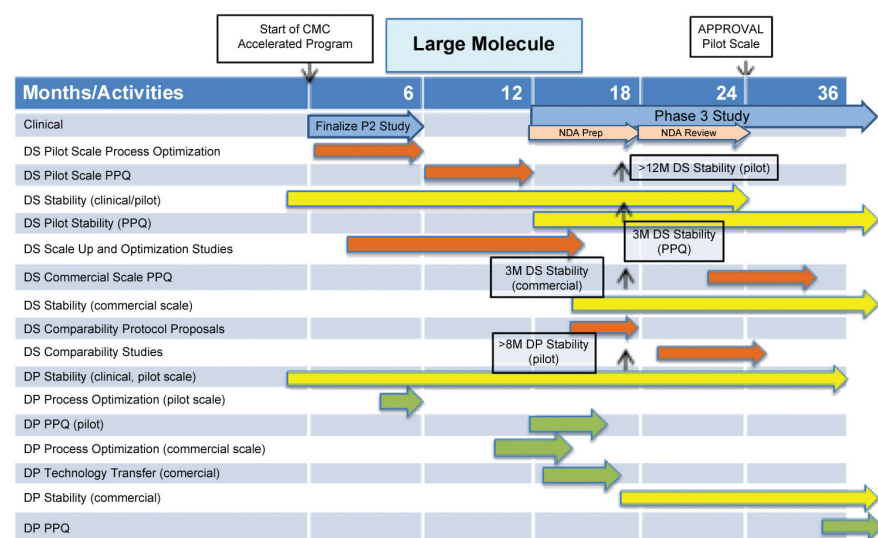 Start of CMC
Accelerated Program
Large Molecule
APPROVAL
Pilot Scale
Months/Activities 6 12 18 24 36
Clinical
Finalize P2 Study
Phase 3 Study
NDA Prep
NDA Review
DS Pilot Scale Process Optimization
DS Pilot Scale PPQ
>12M DS Stability (pilot)
DS Stability (clinical/pilot)
DS Pilot Stability (PPQ)
3M DS Stability
(PPQ)
DS Scale Up and Optimization Studies
3M DS Stability
(commercial)
DS Commercial Scale PPQ
DS Stability (commercial scale)
DS Comparability Protocol Proposals
>8M DP Stability
(pilot)
DS Comparability Studies
DP Stability (clinical, pilot scale)
DP Process Optimization (pilot scale)
DP PPQ (pilot)
DP Process Optimization (commercial scale)
DP Technology Transfer (comercial)
DP Stability (commercial)
DP PPQ